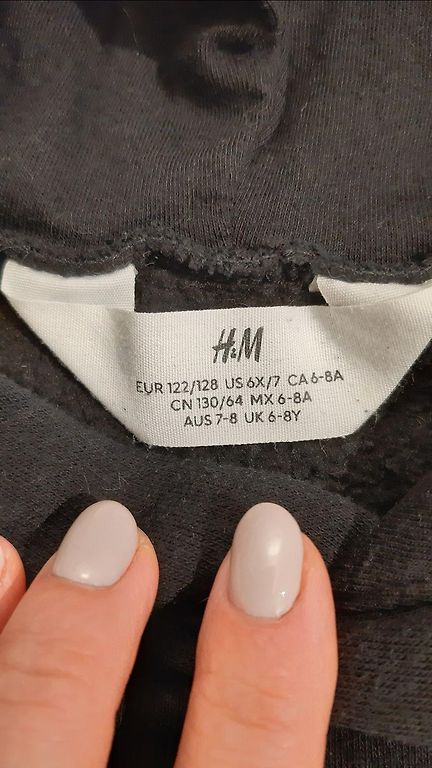 H&M
EUR 122/128 US 6X/7 CA 6-8A
CN 130/64 MX 6-8A
AUS 7-8 UK 6-8Y